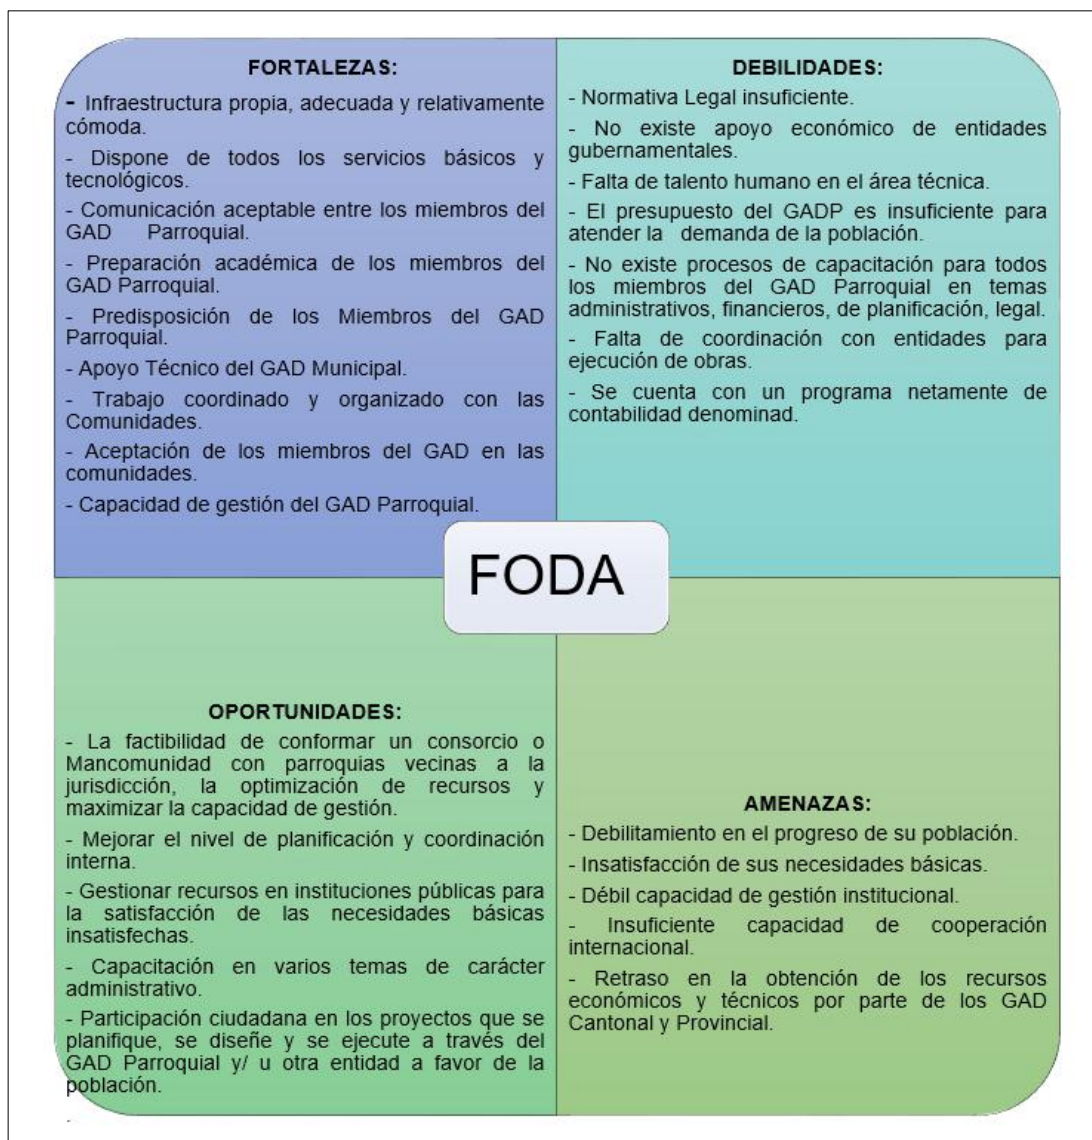 FORTALEZAS:
- Infraestructura propia, adecuada y relativamente
cómoda.
- Dispone de todos los servicios básicos y
tecnológicos.
- Comunicación aceptable entre los miembros del
GAD Parroquial.
- Preparación académica de los miembros del
GAD Parroquial.
- Predisposición de los Miembros del GAD
Parroquial.
- Apoyo Técnico del GAD Municipal.
- Trabajo coordinado y organizado con las
Comunidades.
- Aceptación de los miembros del GAD en las
comunidades.
- Capacidad de gestión del GAD Parroquial.
DEBILIDADES:
- Normativa Legal insuficiente.
- No existe apoyo económico de entidades
gubernamentales.
- Falta de talento humano en el área técnica.
- El presupuesto del GADP es insuficiente para
atender la demanda de la población.
- No existe procesos de capacitación para todos
los miembros del GAD Parroquial en temas
administrativos, financieros, de planificación, legal.
- Falta de coordinación con entidades para
ejecución de obras.
- Se cuenta con un programa netamente de
contabilidad denominad.
FODA
OPORTUNIDADES:
- La factibilidad de conformar un consorcio o
Mancomunidad con parroquias vecinas a la
jurisdicción, la optimización de recursos y
maximizar la capacidad de gestión.
- Mejorar el nivel de planificación y coordinación
interna.
- Gestionar recursos en instituciones públicas para
la satisfacción de las necesidades básicas
insatisfechas.
- Capacitación en varios temas de carácter
administrativo.
- Participación ciudadana en los proyectos que se
planifique, se diseñe y se ejecute a través del
GAD Parroquial y/ u otra entidad a favor de la
población.
-
AMENAZAS:
- Debilitamiento en el progreso de su población.
- Insatisfacción de sus necesidades básicas.
- Débil capacidad de gestión institucional.
- Insuficiente capacidad de cooperación
internacional.
- Retraso en la obtención de los recursos
económicos y técnicos por parte de los GAD
Cantonal y Provincial.